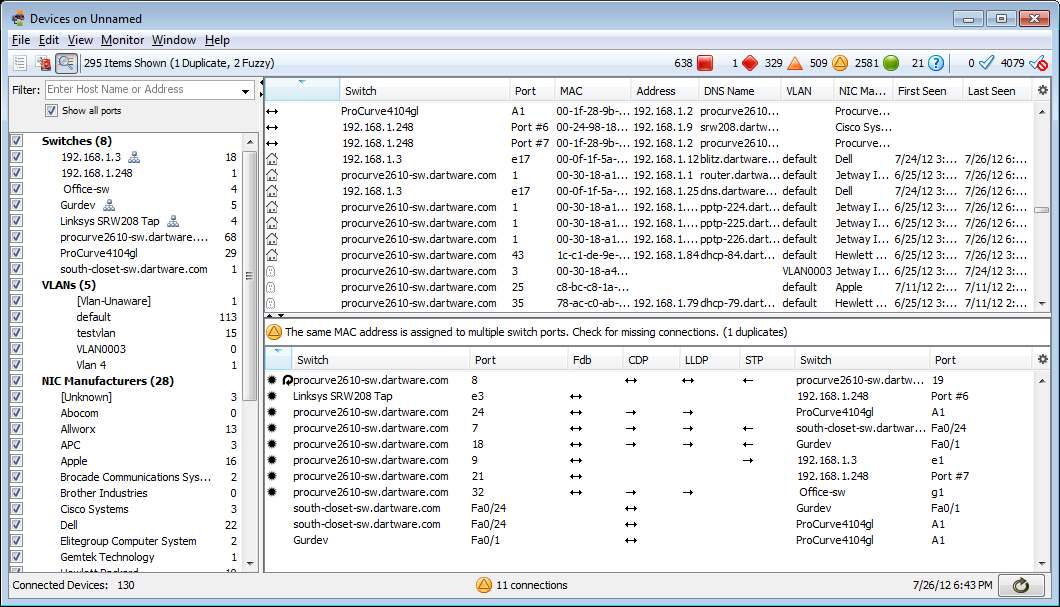 Devices on Unnamed
File Edit View Monitor Window Help
295 Items Shown (1 Duplicate, 2 Fuzzy) 638 1 329 509 2581 21 ? 0 4079
Filter: Enter Host Name or Address
Show all ports
Switches (8)
192.168.1.3 18
192.168.1.248 1
Office-sw 4
Gurdev 5
Linksys SRW208 Tap 4
procurve2610-sw.dartware.... 68
ProCurve4104gl 29
south-closet-sw.dartware.com 1
VLANs (5)
[Vlan-Unaware] 1
default 113
testvlan 15
VLAN0003 0
Vlan 4 1
NIC Manufacturers (28)
[Unknown] 3
Abocom 0
Allworx 13
APC 3
Apple 16
Brocade Communications Sys... 2
Brother Industries 0
Cisco Systems 3
Dell 22
Elitegroup Computer System 2
Gemtek Technology 1
Switch Port MAC Address DNS Name VLAN NIC Ma... First Seen Last Seen
ProCurve4104gl A1 00-1f-28-9b-... 192.168.1.2 procurve2610... Procurve...
192.168.1.248 Port #6 00-24-98-18... 192.168.1.9 srw208.dartw... Cisco Sys...
192.168.1.248 Port #7 00-1f-28-9b-... 192.168.1.2 procurve2610... Procurve...
192.168.1.3 e17 00-0f-1f-5a-... 192.168.1.12 blitz.dartware... default Dell 7/24/12 3:... 7/26/12 6:...
procurve2610-sw.dartware.com 1 00-30-18-a1... 192.168.1.1 router.dartwa... default Jetway I... 6/25/12 3:... 7/26/12 6:...
192.168.1.3 e17 00-0f-1f-5a-... 192.168.1.25 dns.dartware... default Dell 7/24/12 3:... 7/26/12 6:...
procurve2610-sw.dartware.com 1 00-30-18-a1... pptp-224.dart... default Jetway I... 6/25/12 3:... 7/26/12 6:...
procurve2610-sw.dartware.com 1 00-30-18-a1... pptp-225.dart... default Jetway I... 6/25/12 3:... 7/26/12 6:...
procurve2610-sw.dartware.com 1 00-30-18-a1... pptp-226.dart... default Jetway I... 6/25/12 3:... 7/26/12 6:...
procurve2610-sw.dartware.com 43 1c-c1-de-9e-... 192.168.1.84 dhcp-84.dart... default Hewlett ... 6/25/12 3:... 7/26/12 6:...
procurve2610-sw.dartware.com 3 00-30-18-a4... VLAN0003 Jetway I... 6/25/12 3:... 7/24/12 3:...
procurve2610-sw.dartware.com 25 c8-bc-c8-1a-... default Apple 7/11/12 2:... 7/11/12 2:...
procurve2610-sw.dartware.com 35 78-ac-c0-ab-... 192.168.1.79 dhcp-79.dart... default Hewlett ... 6/25/12 3:... 7/11/12 2:...
The same MAC address is assigned to multiple switch ports. Check for missing connections. (1 duplicates)
Switch Port Fdb CDP LLDP STP Switch Port
procurve2610-sw.dartware.com 8 ↔ ↔ ← procurve2610-sw.dartw... 19
Linksys SRW208 Tap e3 ↔ 192.168.1.248 Port #6
procurve2610-sw.dartware.com 24 ↔ → → ProCurve4104gl A1
procurve2610-sw.dartware.com 7 ↔ → → ← south-closet-sw.dartwar... Fa0/24
procurve2610-sw.dartware.com 18 ↔ → → ← Gurdev Fa0/1
procurve2610-sw.dartware.com 9 ↔ → 192.168.1.3 e1
procurve2610-sw.dartware.com 21 ↔ 192.168.1.248 Port #7
procurve2610-sw.dartware.com 32 ↔ → → Office-sw g1
south-closet-sw.dartware.com Fa0/24 ↔ Gurdev Fa0/1
south-closet-sw.dartware.com Fa0/24 ↔ ProCurve4104gl A1
Gurdev Fa0/1 ↔ ProCurve4104gl A1
Connected Devices: 130 11 connections 7/26/12 6:43 PM